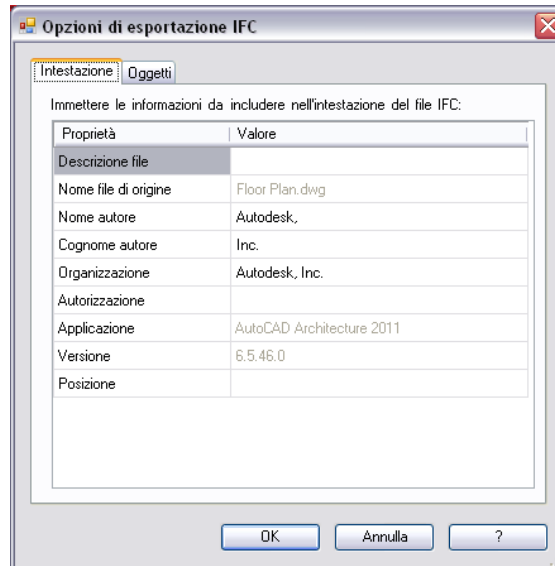 Opzioni di esportazione IFC
Intestazione Oggetti
Immettere le informazioni da includere nell'intestazione del file IFC:
Proprietà Valore
Descrizione file
Nome file di origine Floor Plan.dwg
Nome autore Autodesk,
Cognome autore Inc.
Organizzazione Autodesk, Inc.
Autorizzazione
Applicazione AutoCAD Architecture 2011
Versione 6.5.46.0
Posizione
OK Annulla ?